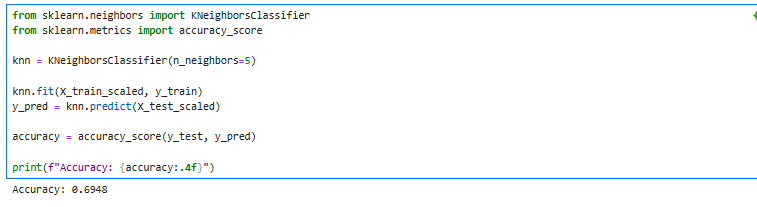 from sklearn.neighbors import KNeighborsClassifier
from sklearn.metrics import accuracy_score
knn = KNeighborsClassifier(n_neighbors=5)
knn.fit(X_train_scaled, y_train)
y_pred = knn.predict(X_test_scaled)
accuracy = accuracy_score(y_test, y_pred)
print(f"Accuracy: {accuracy:.4f}")
Accuracy: 0.6948